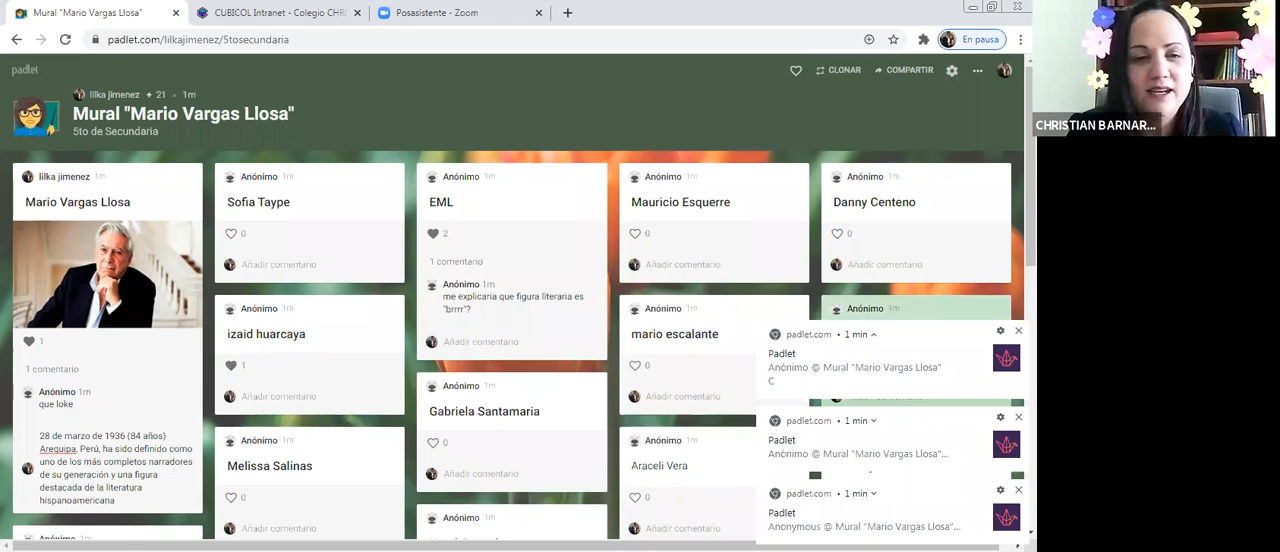 Mural "Mario Vargas Llosa"
CUBICOL Intranet - Colegio CHRI
Posasistente - Zoom
padlet.com/lilkajimenez/5tosecundaria
En pausa
padlet
CLONAR
COMPARTIR
lilka jimenez + 21 • 1m
Mural "Mario Vargas Llosa"
5to de Secundaria
lilka jimenez 1m
Mario Vargas Llosa
1
1 comentario
Anónimo 1m
que loke
28 de marzo de 1936 (84 años)
Arequipa, Perú, ha sido definido como
uno de los más completos narradores
de su generación y una figura
destacada de la literatura
hispanoamericana
Anónimo 1m
Anónimo 1m
Sofia Taype
0
Añadir comentario
Anónimo 1m
izaid huarcaya
1
Añadir comentario
Anónimo 1m
Melissa Salinas
0
Añadir comentario
Anónimo 1m
EML
2
1 comentario
Anónimo 1m
me explicaria que figura literaria es
"brrrr"?
Añadir comentario
Anónimo 1m
Gabriela Santamaria
0
Añadir comentario
Anónimo 1m
Anónimo 1m
Mauricio Esquerre
0
Añadir comentario
Anónimo 1m
mario escalante
0
Añadir comentario
Anónimo 1m
Araceli Vera
0
Añadir comentario
Anónimo 1m
Danny Centeno
0
Añadir comentario
Anónimo 1m
padlet.com • 1 min
Padlet
Anónimo @ Mural "Mario Vargas Llosa"
C
padlet.com • 1 min
Padlet
Anónimo @ Mural "Mario Vargas Llosa"...
padlet.com • 1 min
Padlet
Anonymous @ Mural "Mario Vargas Llosa"...
CHRISTIAN BARNAR...